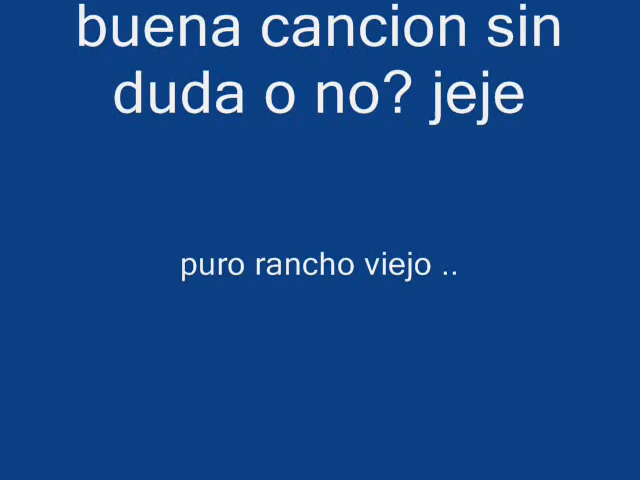 buena cancion sin
duda o no? jeje
puro rancho viejo ..